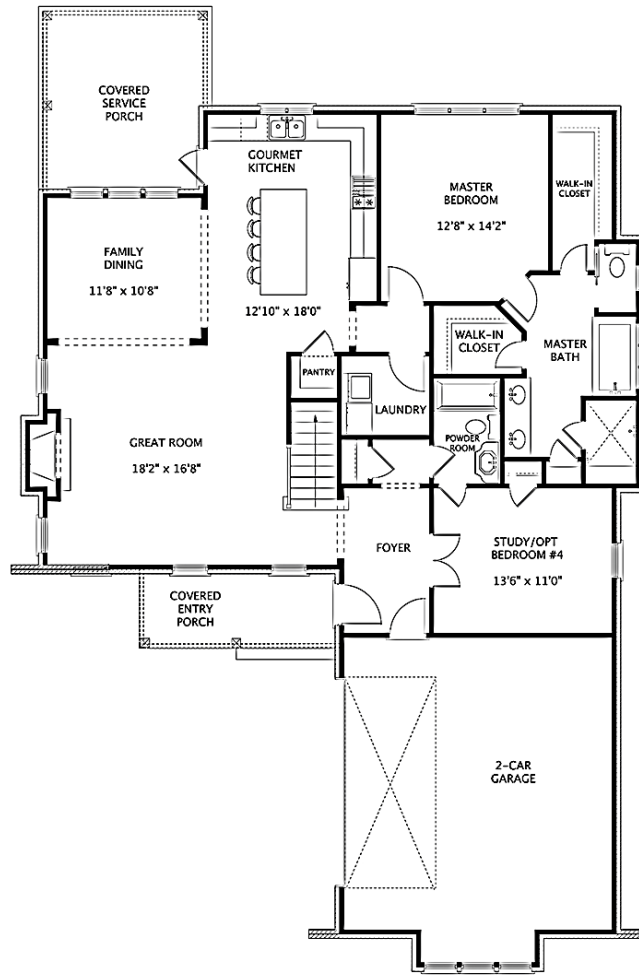 COVERED
SERVICE
PORCH
GOURMET
KITCHEN
12'10" x 18'0"
MASTER
BEDROOM
12'8" x 14'2"
WALK-IN
CLOSET
FAMILY
DINING
11'8" x 10'8"
WALK-IN
CLOSET
MASTER
BATH
PANTRY
LAUNDRY
POWDER
ROOM
GREAT ROOM
18'2" x 16'8"
FOYER
STUDY/OPT
BEDROOM #4
13'6" x 11'0"
COVERED
ENTRY
PORCH
2-CAR
GARAGE